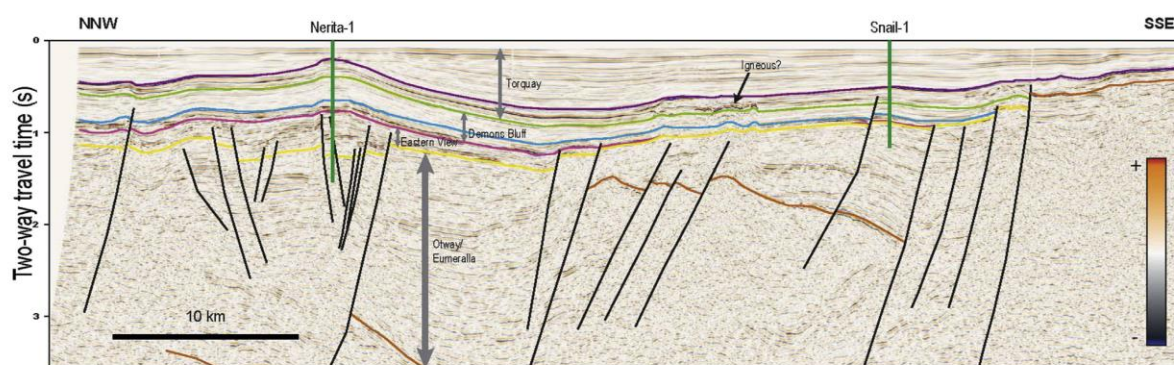 NNW
Nerita-1
Snail-1
SSE
0
Torquay
Igneous?
Demons Bluff
Eastern View
1
Two-way travel time (s)
+
2
Otway/
Eumeralla
3
10 km
-